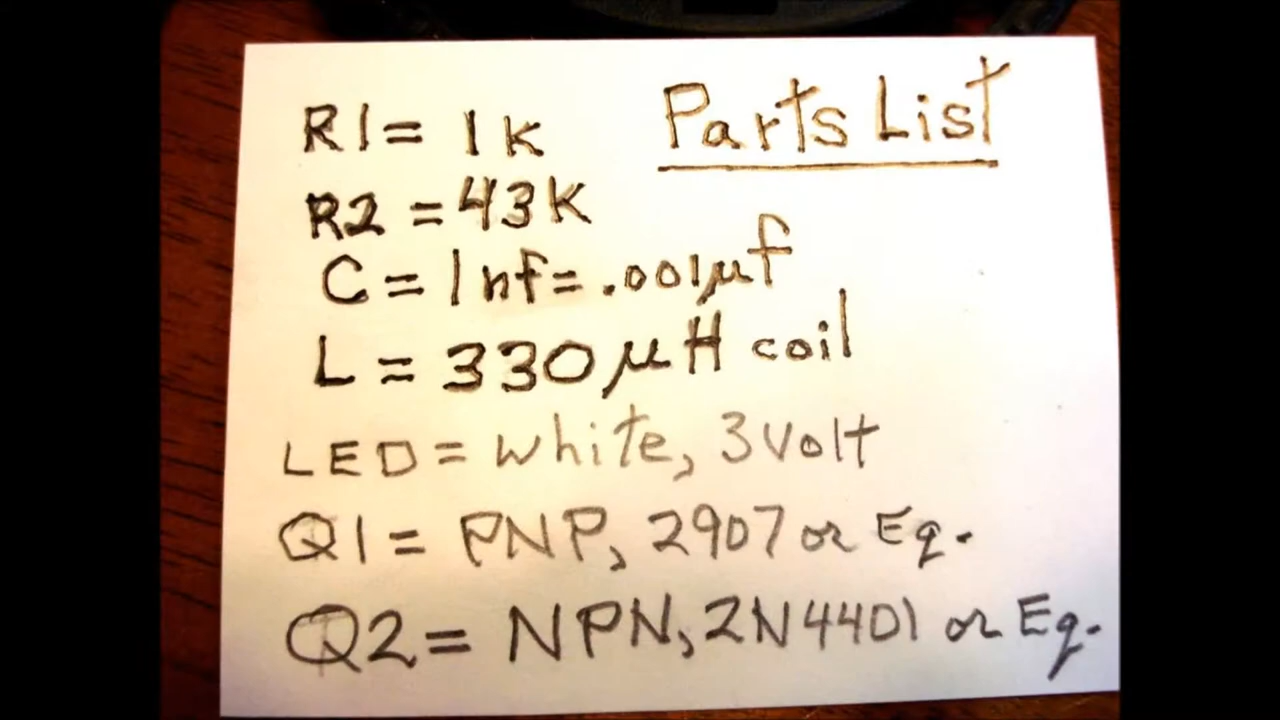 Parts List
R1 = 1K
R2 = 43K
C = 1nf = .001µf
L = 330µH coil
LED = white, 3volt
Q1 = PNP, 2907 or Eq.
Q2 = NPN, 2N4401 or Eq.